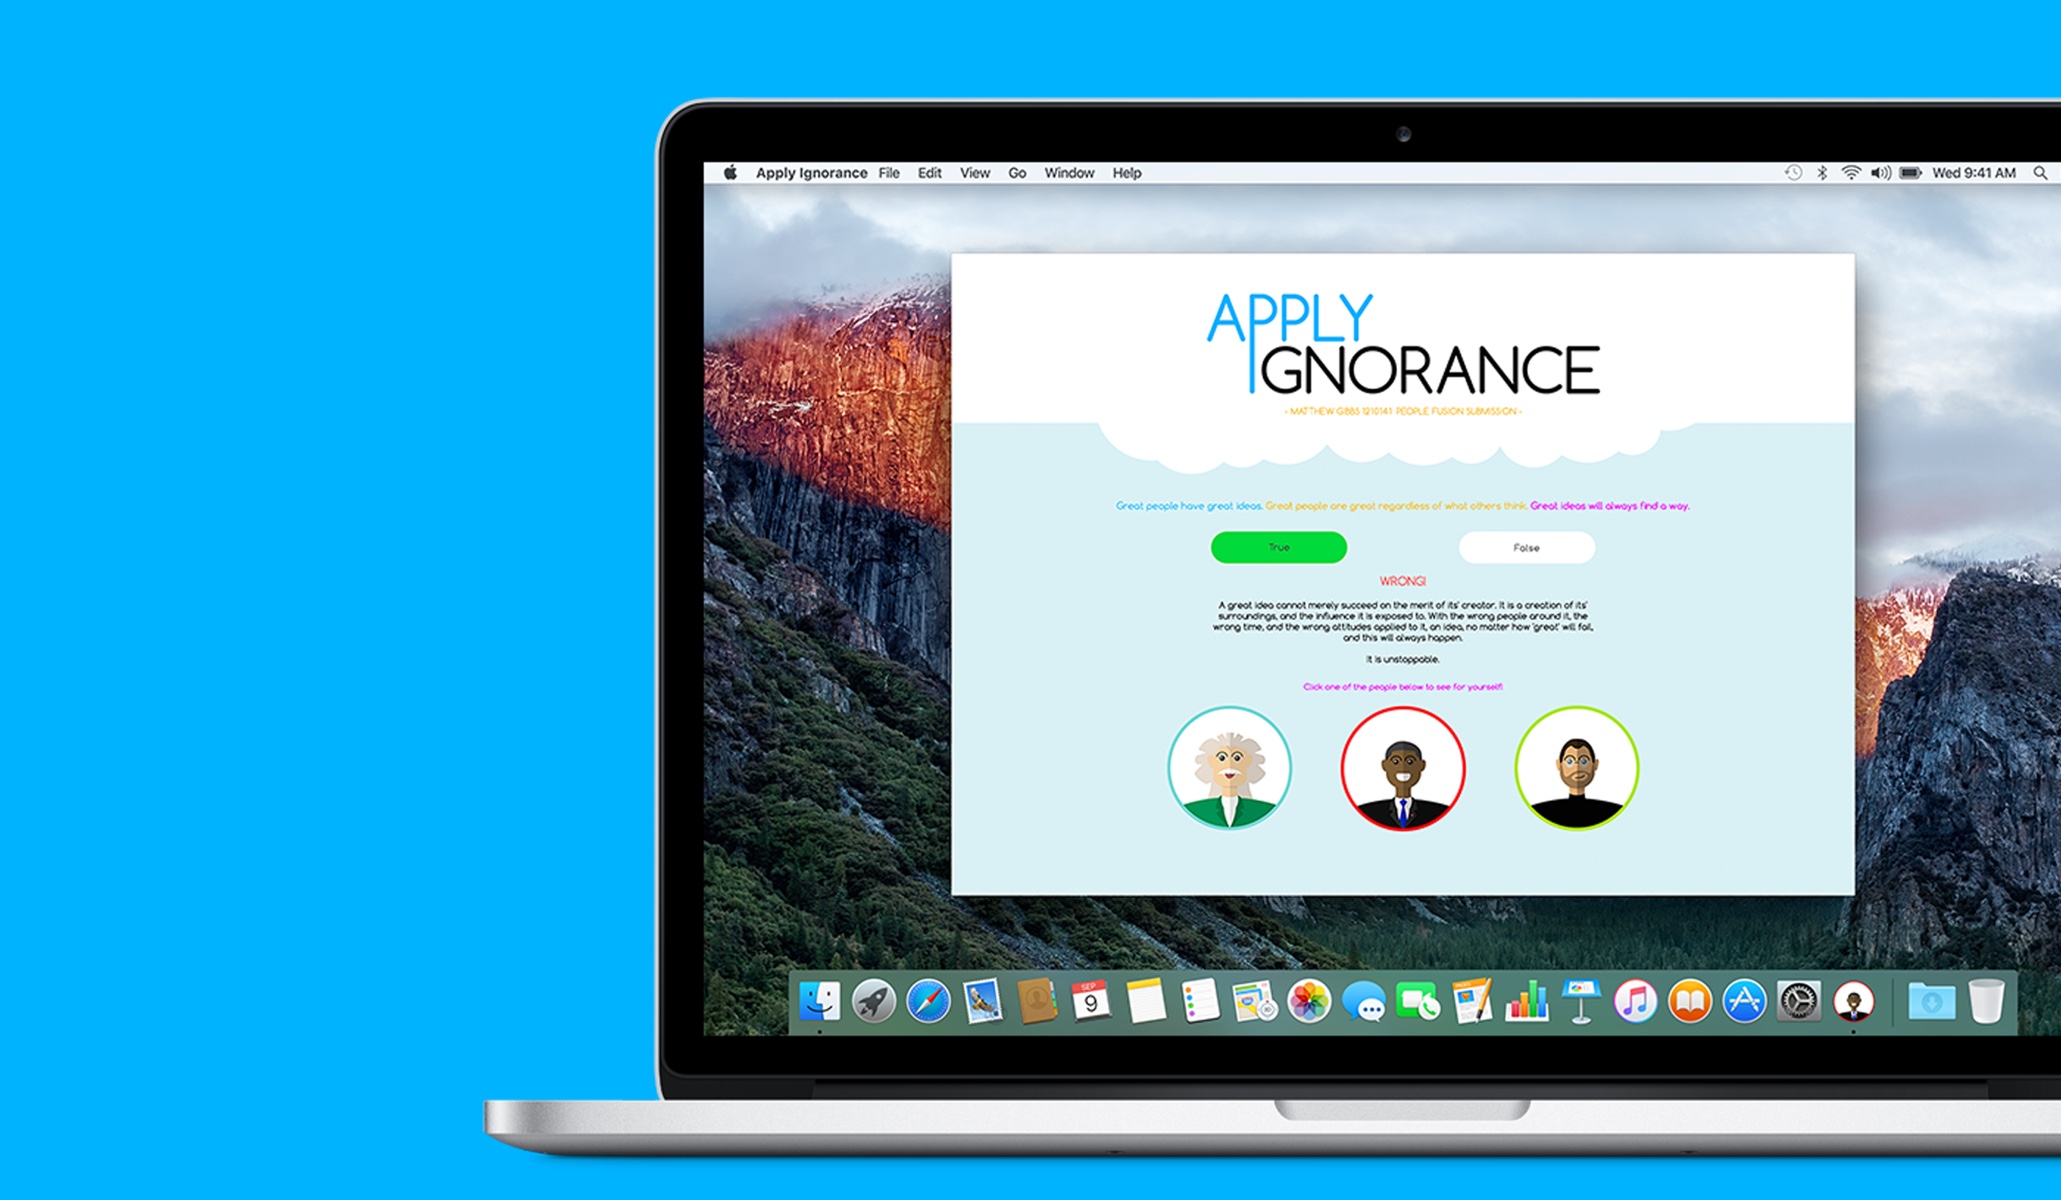 Apply Ignorance File Edit View Go Window Help Wed 9:41 AM
APPLY
IGNORANCE
- MATTHEW GIBBS 1210141 PEOPLE FUSION SUBMISSION -
Great people have great ideas. Great people are great regardless of what others think. Great ideas will always find a way.
True False
WRONG!
A great idea cannot merely succeed on the merit of its' creator. It is a creation of its'
surroundings, and the influence it is exposed to. With the wrong people around it, the
wrong time, and the wrong attitudes applied to it, an idea, no matter how 'great' will fail,
and this will always happen.
It is unstoppable.
Click one of the people below to see for yourself!
SEP
9